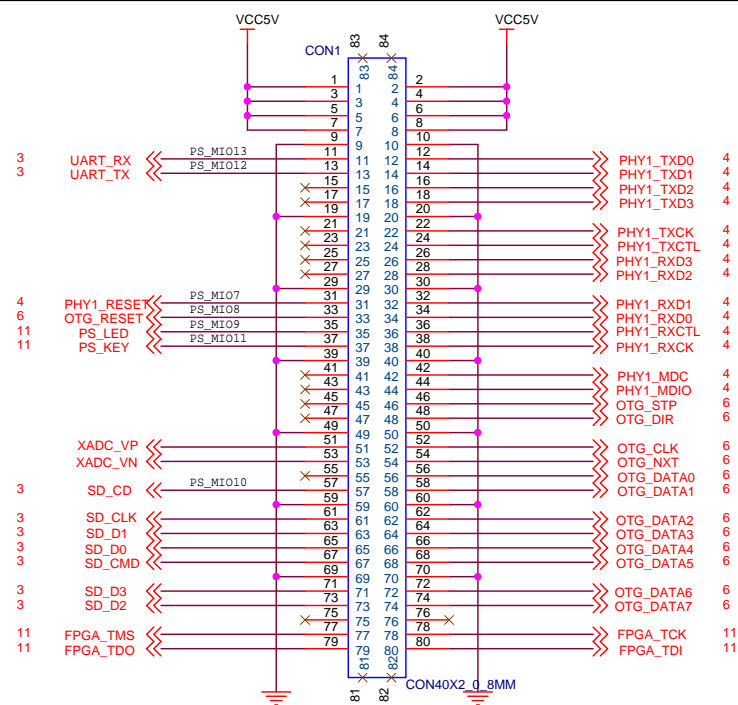 VCC5V VCC5V
83 84
CON1
83 84
1 1 2 2
3 3 4 4
5 5 6 6
7 7 8 8
9 9 10 10
3 UART_RX PS_MIO13 11 11 12 12 PHY1_TXD0 4
3 UART_TX PS_MIO12 13 13 14 14 PHY1_TXD1 4
15 15 16 16 PHY1_TXD2 4
17 17 18 18 PHY1_TXD3 4
19 19 20 20
21 21 22 22 PHY1_TXCK 4
23 23 24 24 PHY1_TXCTL 4
25 25 26 26 PHY1_RXD3 4
27 27 28 28 PHY1_RXD2 4
29 29 30 30
4 PHY1_RESET PS_MIO7 31 31 32 32 PHY1_RXD1 4
6 OTG_RESET PS_MIO8 33 33 34 34 PHY1_RXD0 4
11 PS_LED PS_MIO9 35 35 36 36 PHY1_RXCTL 4
11 PS_KEY PS_MIO11 37 37 38 38 PHY1_RXCK 4
39 39 40 40
41 41 42 42 PHY1_MDC 4
43 43 44 44 PHY1_MDIO 4
45 45 46 46 OTG_STP 6
47 47 48 48 OTG_DIR 6
49 49 50 50
XADC_VP 51 51 52 52 OTG_CLK 6
XADC_VN 53 53 54 54 OTG_NXT 6
55 55 56 56 OTG_DATA0 6
3 SD_CD PS_MIO10 57 57 58 58 OTG_DATA1 6
59 59 60 60
3 SD_CLK 61 61 62 62 OTG_DATA2 6
3 SD_D1 63 63 64 64 OTG_DATA3 6
3 SD_D0 65 65 66 66 OTG_DATA4 6
3 SD_CMD 67 67 68 68 OTG_DATA5 6
69 69 70 70
3 SD_D3 71 71 72 72 OTG_DATA6 6
3 SD_D2 73 73 74 74 OTG_DATA7 6
75 75 76 76
11 FPGA_TMS 77 77 78 78 FPGA_TCK 11
11 FPGA_TDO 79 79 80 80 FPGA_TDI 11
81 82
CON40X2_0_8MM
81 82